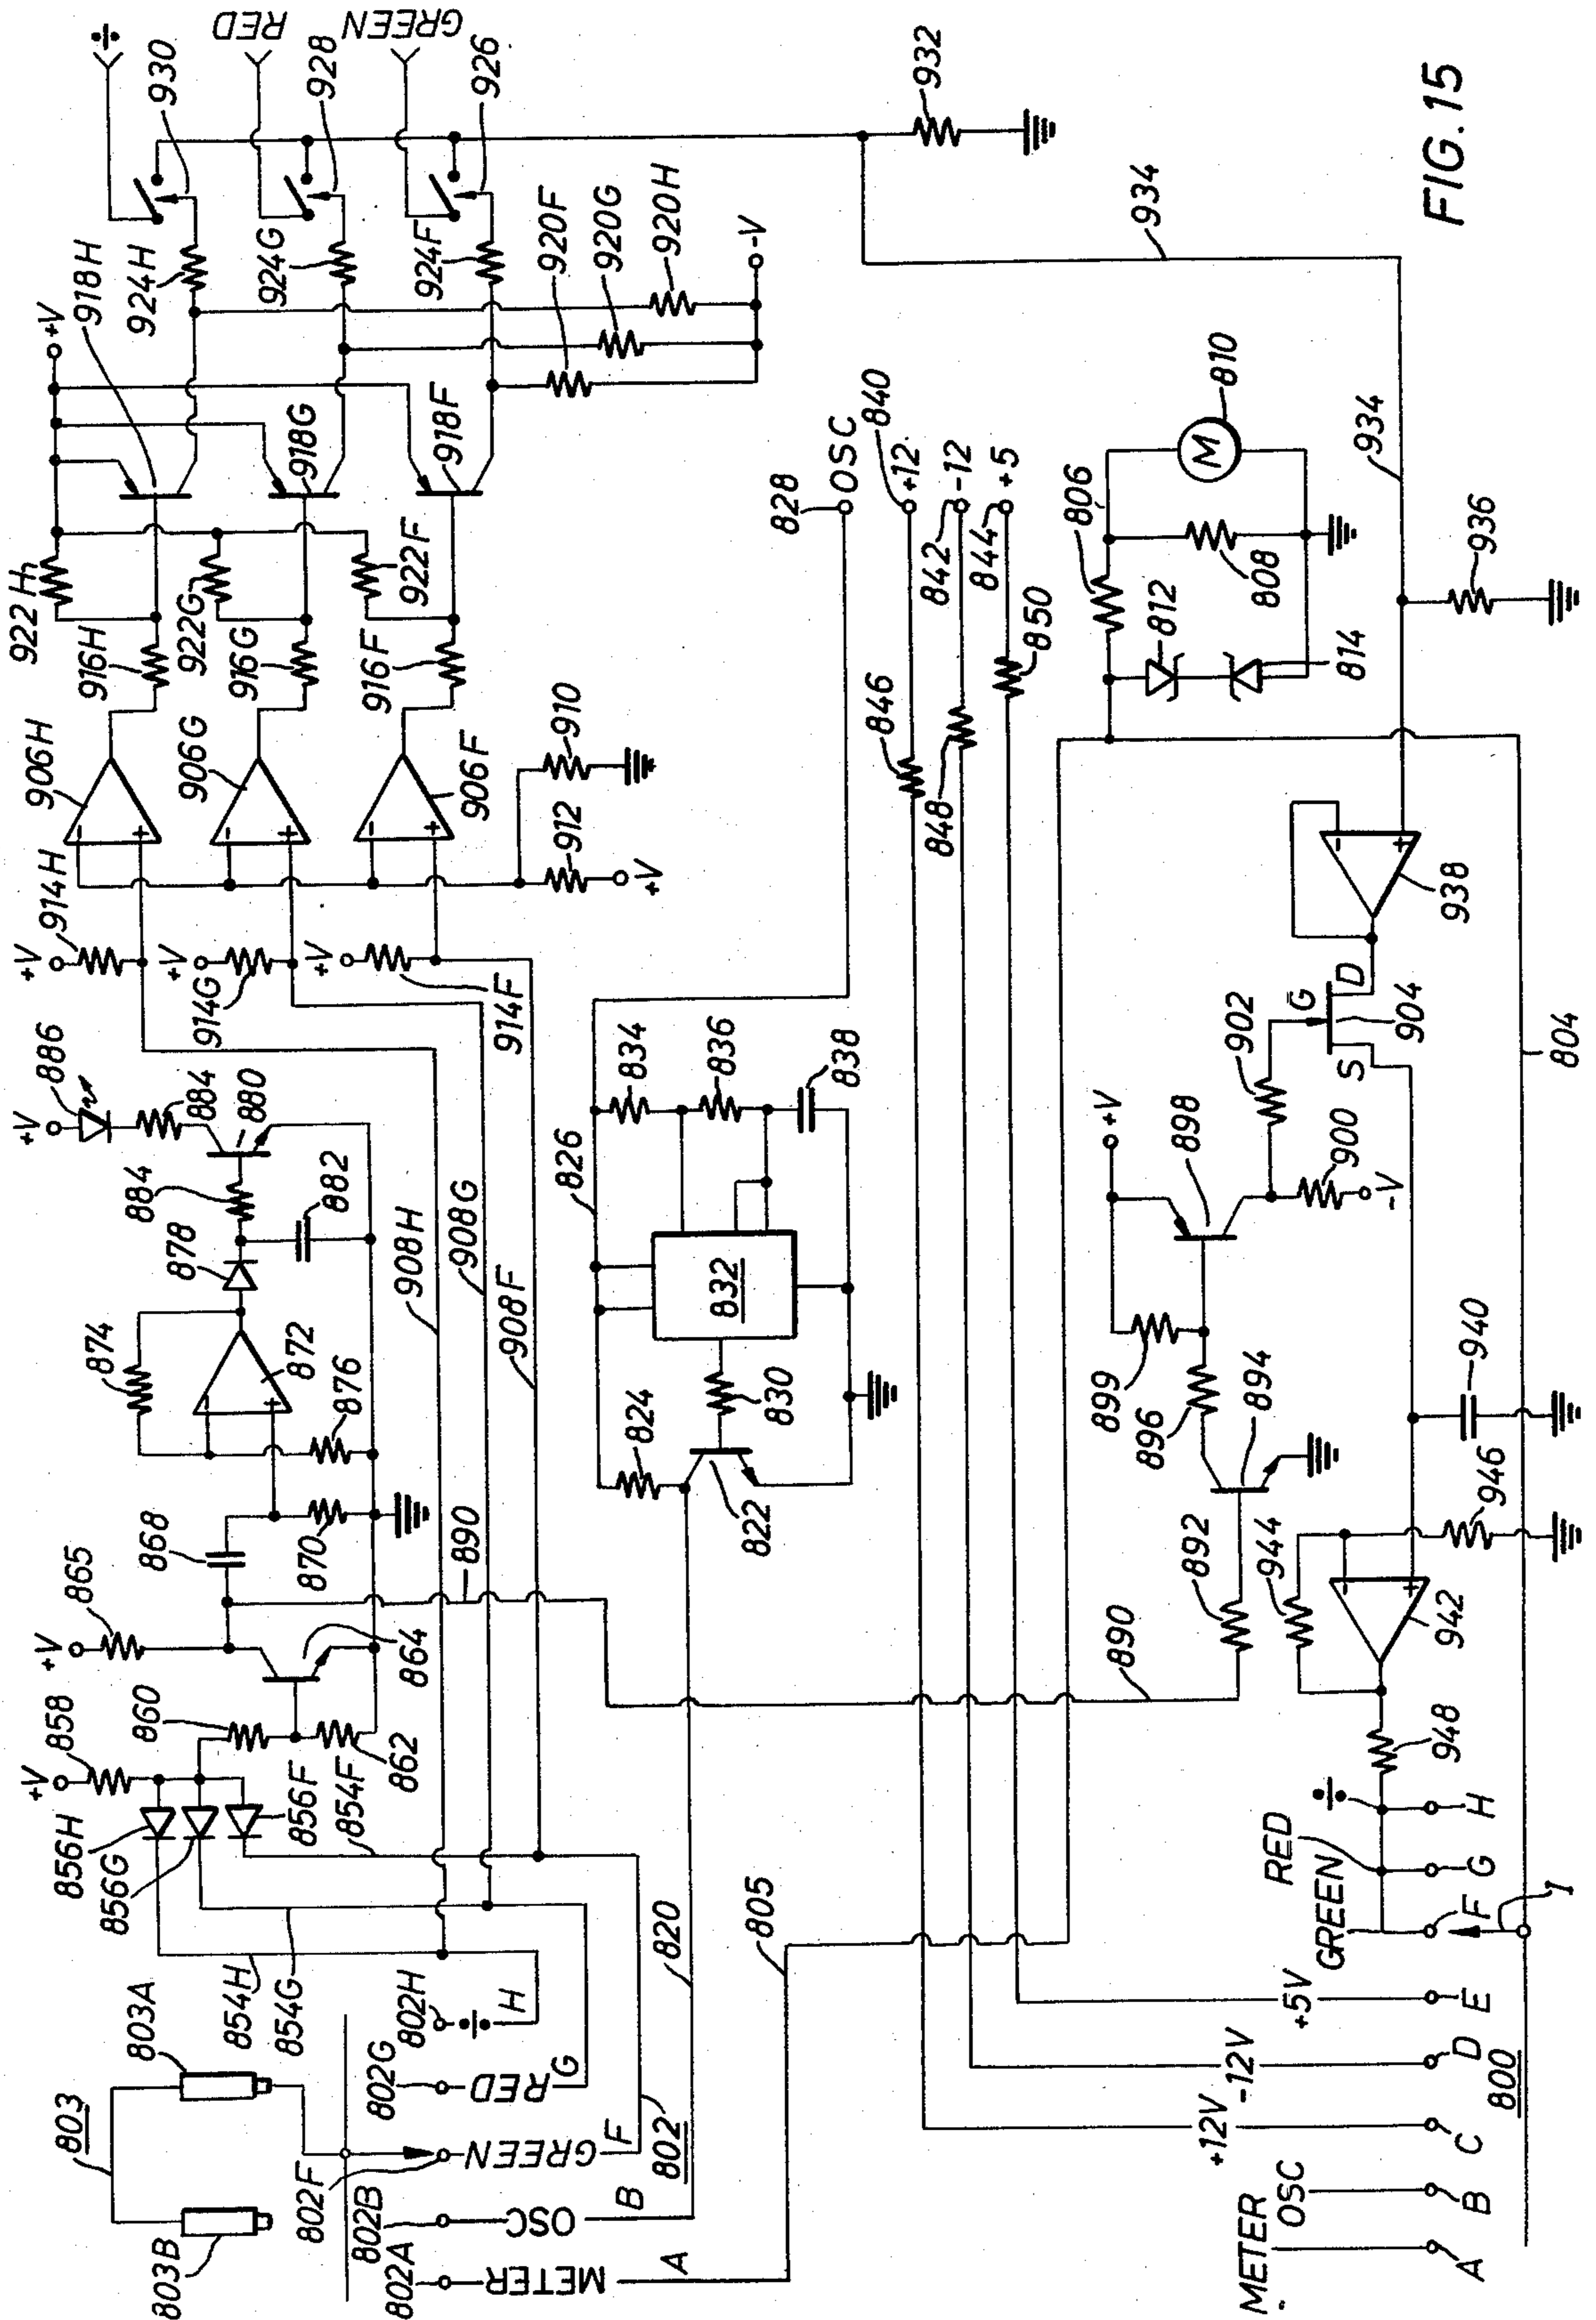 ÷
930
RED
928
GREEN
926
932
+V
918H
924H
924G
924F
920F
920G
920H
-V
934
FIG. 15
922H
916H
922G
916G
918G
918F
922F
916F
906H
906G
906F
910
912
+V
914H
+V
+V
914G
+V
914F
828
OSC
840
+12
842
-12
844
+5
846
848
850
806
812
808
810
M
814
934
936
+V
886
884
880
884
882
878
874
872
876
908H
908G
908F
826
834
836
838
832
824
830
822
868
870
890
+V
865
864
+V
858
860
862
856H
856G
856F
854F
854H
854G
803
803A
803B
802F
802G
802H
802B
802A
METER
OSC
GREEN
RED
÷
A
B
F
G
H
802
820
805
890
892
894
896
899
+V
898
900
-V
902
G
D
S
904
938
804
940
946
944
942
948
÷
RED
GREEN
H
G
F
I
+5V
-12V
+12V
E
D
C
800
METER
OSC
B
A